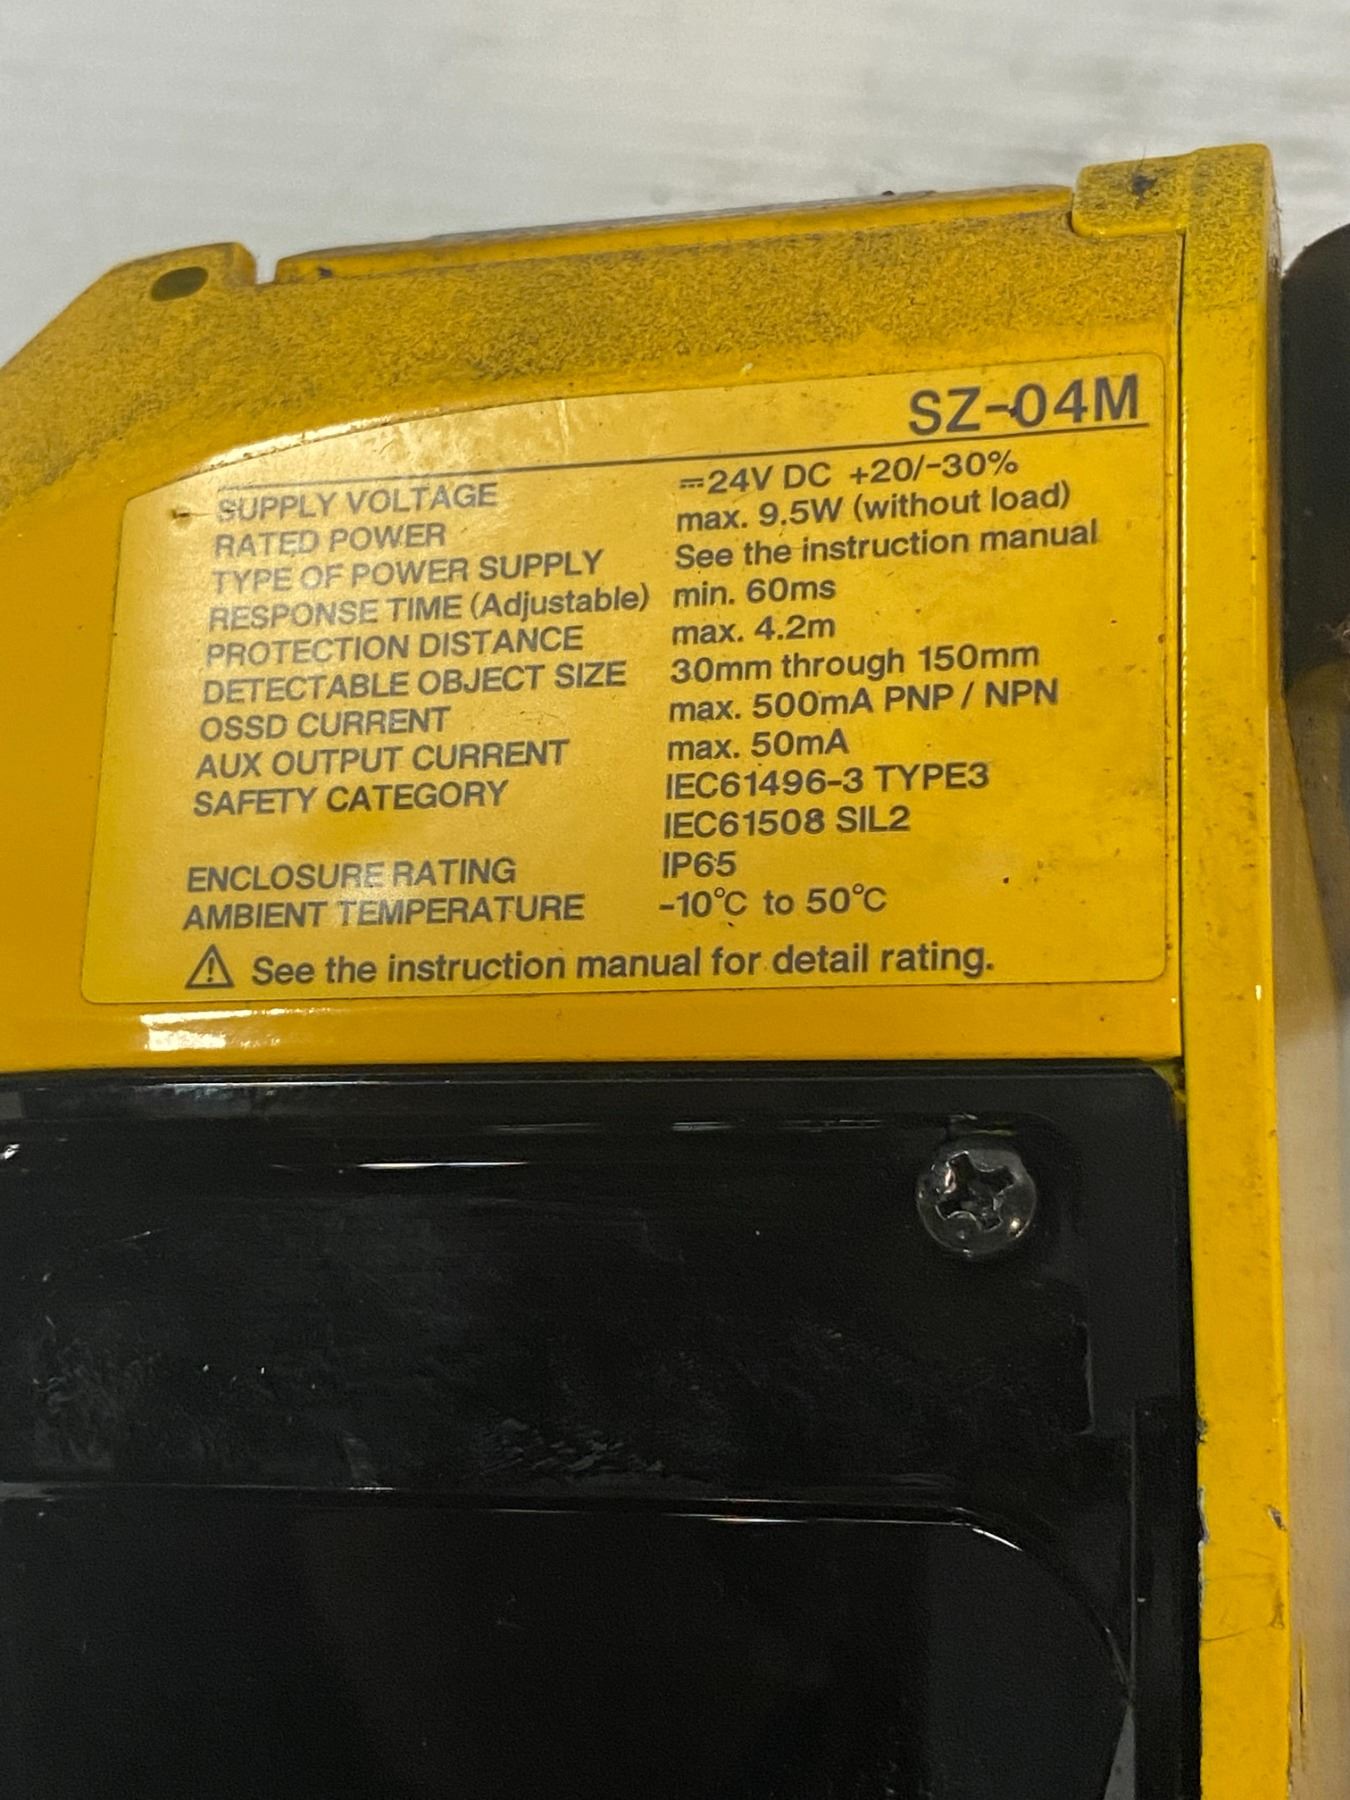 SZ-04M
SUPPLY VOLTAGE ⎓24V DC +20/-30%
RATED POWER max. 9.5W (without load)
TYPE OF POWER SUPPLY See the instruction manual
RESPONSE TIME (Adjustable) min. 60ms
PROTECTION DISTANCE max. 4.2m
DETECTABLE OBJECT SIZE 30mm through 150mm
OSSD CURRENT max. 500mA PNP / NPN
AUX OUTPUT CURRENT max. 50mA
SAFETY CATEGORY IEC61496-3 TYPE3
IEC61508 SIL2
ENCLOSURE RATING IP65
AMBIENT TEMPERATURE -10°C to 50°C
⚠ See the instruction manual for detail rating.